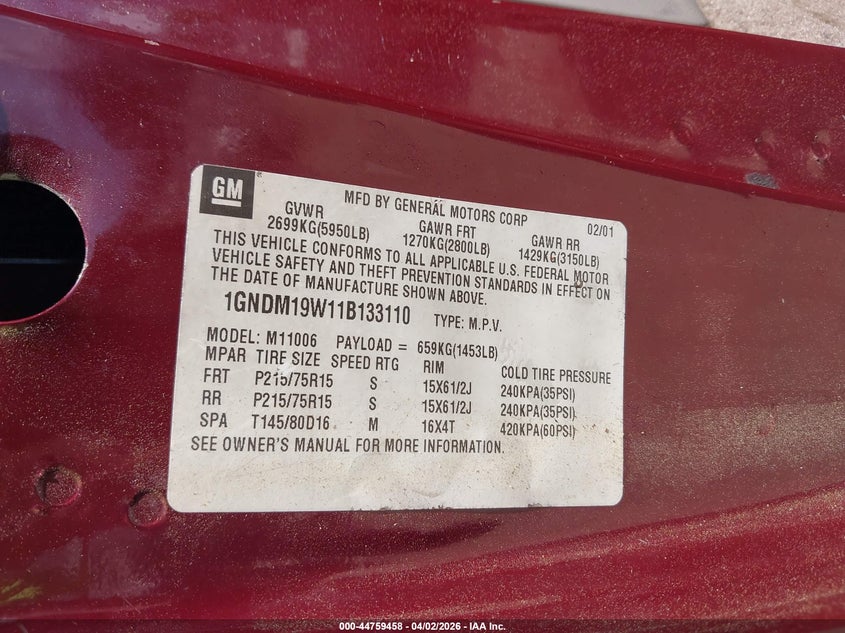 GM
MFD BY GENERAL MOTORS CORP 02/01
GVWR GAWR FRT GAWR RR
2699KG(5950LB) 1270KG(2800LB) 1429KG(3150LB)
THIS VEHICLE CONFORMS TO ALL APPLICABLE U.S. FEDERAL MOTOR
VEHICLE SAFETY AND THEFT PREVENTION STANDARDS IN EFFECT ON
THE DATE OF MANUFACTURE SHOWN ABOVE.
1GNDM19W11B133110 TYPE: M.P.V.
MODEL: M11006 PAYLOAD = 659KG(1453LB)
MPAR TIRE SIZE SPEED RTG RIM COLD TIRE PRESSURE
FRT P215/75R15 S 15X61/2J 240KPA(35PSI)
RR P215/75R15 S 15X61/2J 240KPA(35PSI)
SPA T145/80D16 M 16X4T 420KPA(60PSI)
SEE OWNER'S MANUAL FOR MORE INFORMATION.
000-44759458 - 04/02/2026 - IAA Inc.